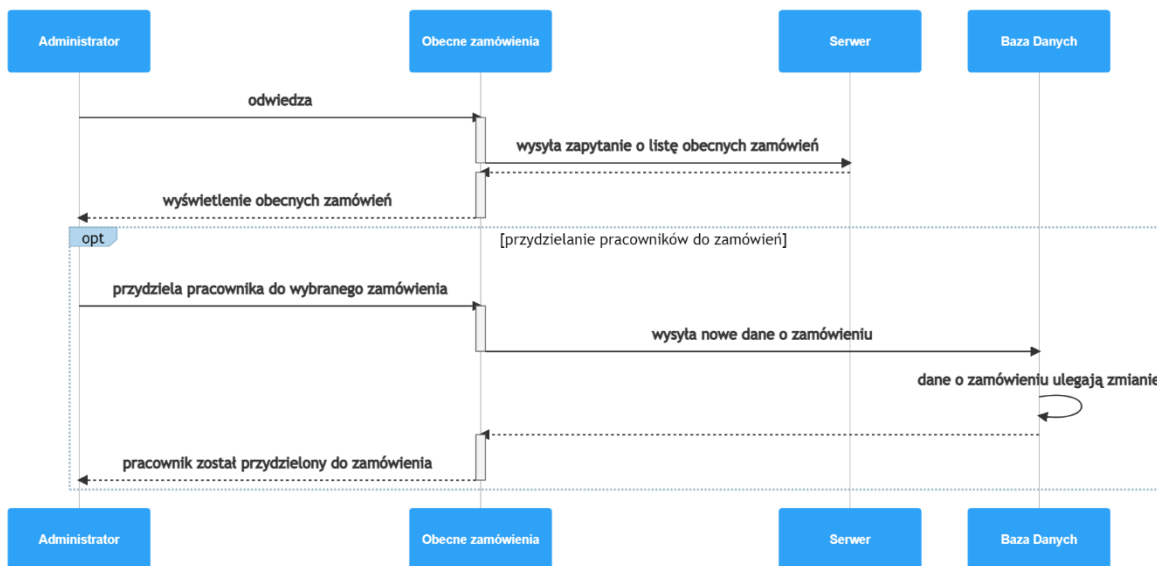 Administrator
Obecne zamówienia
Serwer
Baza Danych
odwiedza
wysyła zapytanie o listę obecnych zamówień
wyświetlenie obecnych zamówień
opt
[przydzielanie pracowników do zamówień]
przydziela pracownika do wybranego zamówienia
wysyła nowe dane o zamówieniu
dane o zamówieniu ulegają zmianie
pracownik został przydzielony do zamówienia
Administrator
Obecne zamówienia
Serwer
Baza Danych